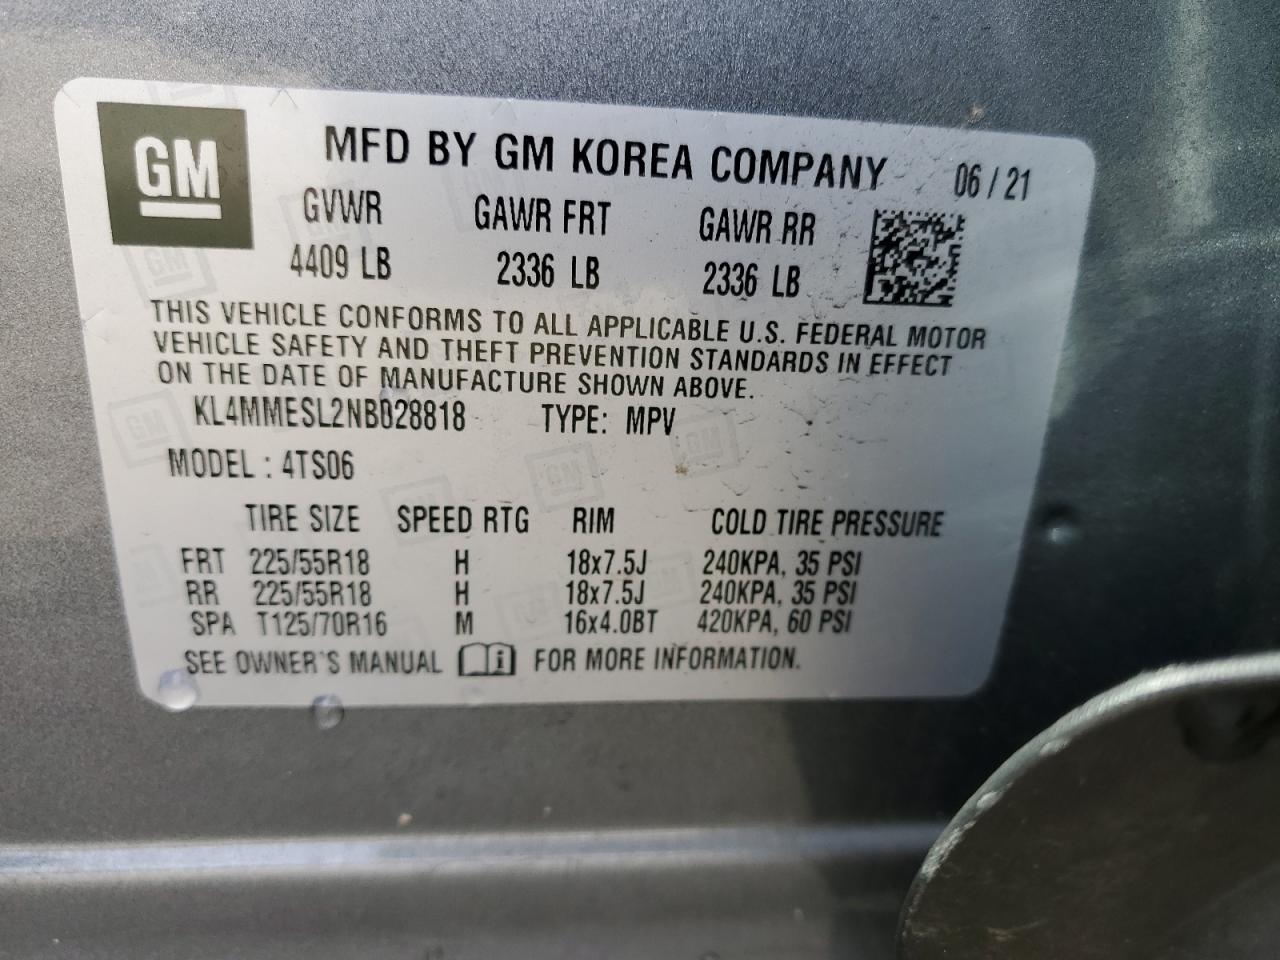 GM
MFD BY GM KOREA COMPANY 06 / 21
GVWR GAWR FRT GAWR RR
4409 LB 2336 LB 2336 LB
THIS VEHICLE CONFORMS TO ALL APPLICABLE U.S. FEDERAL MOTOR
VEHICLE SAFETY AND THEFT PREVENTION STANDARDS IN EFFECT
ON THE DATE OF MANUFACTURE SHOWN ABOVE.
KL4MMESL2NB028818 TYPE: MPV
MODEL : 4TS06
TIRE SIZE SPEED RTG RIM COLD TIRE PRESSURE
FRT 225/55R18 H 18x7.5J 240KPA, 35 PSI
RR 225/55R18 H 18x7.5J 240KPA, 35 PSI
SPA T125/70R16 M 16x4.0BT 420KPA, 60 PSI
SEE OWNER'S MANUAL i FOR MORE INFORMATION.